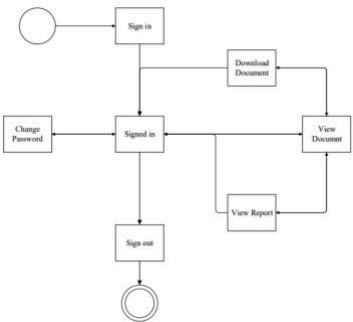 Sign in
Download
Document
Change
Password
Signed in
View
Documnt
View Report
Sign out